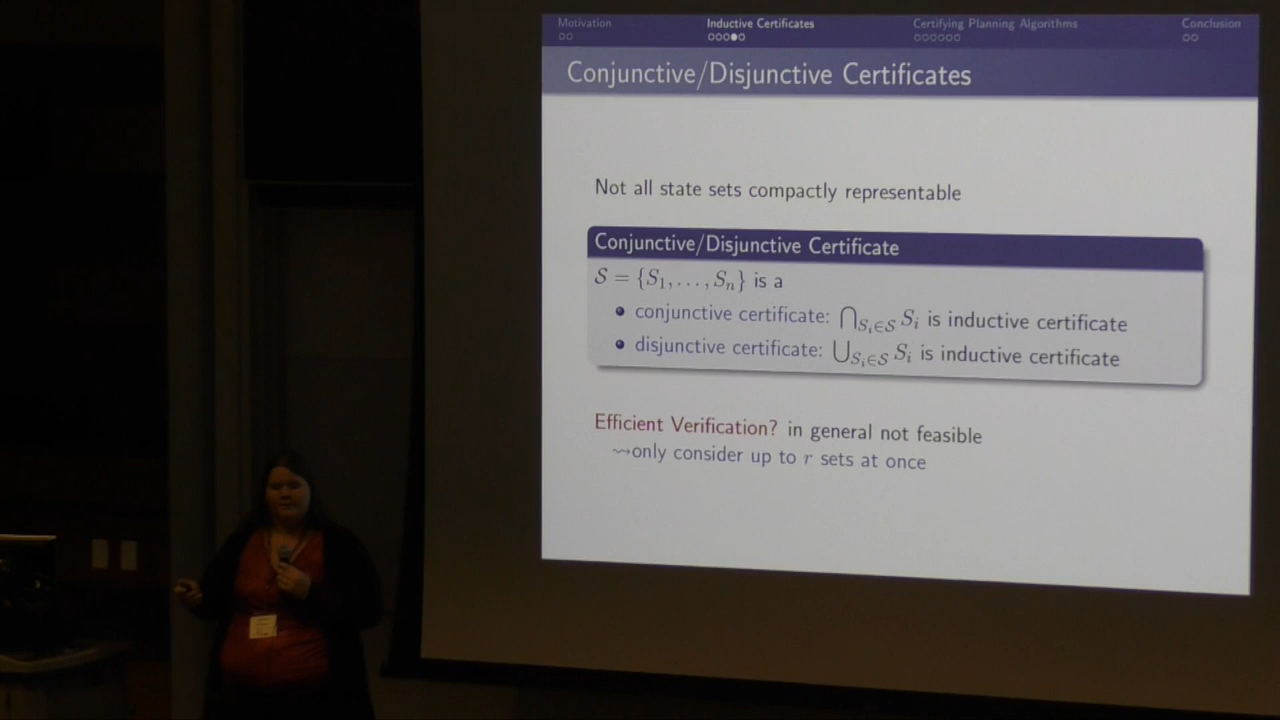 Motivation Inductive Certificates Certifying Planning Algorithms Conclusion
Conjunctive/Disjunctive Certificates
Not all state sets compactly representable
Conjunctive/Disjunctive Certificate
𝒮 = {S₁, . . . , Sₙ} is a
• conjunctive certificate: ⋂_{Sᵢ∈𝒮} Sᵢ is inductive certificate
• disjunctive certificate: ⋃_{Sᵢ∈𝒮} Sᵢ is inductive certificate
Efficient Verification? in general not feasible
⇝only consider up to r sets at once